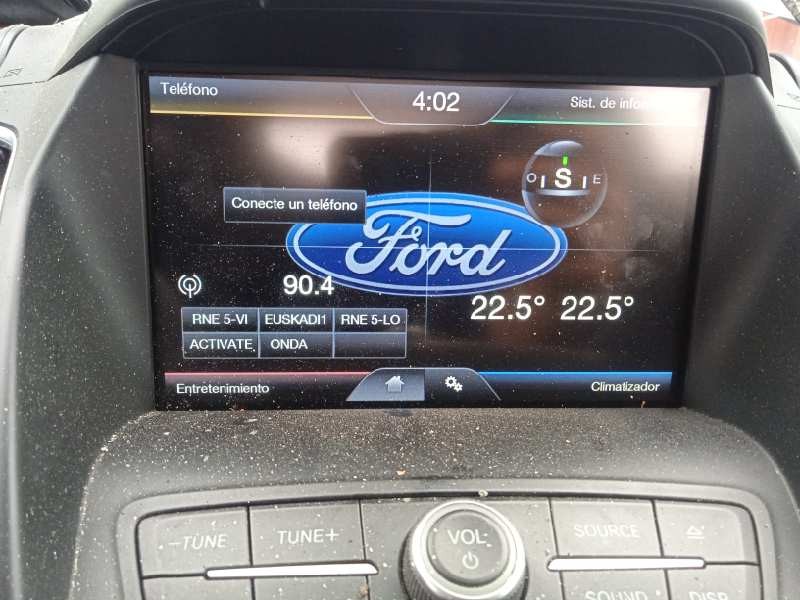 Teléfono
4:02
Sist. de infor
O S E
Conecte un teléfono
Ford
90.4
22.5° 22.5°
RNE 5-VI EUSKADI1 RNE 5-LO
ACTIVATE ONDA
Entretenimiento
Climatizador
-TUNE
TUNE+
VOL
SOURCE
SOUND
DISP